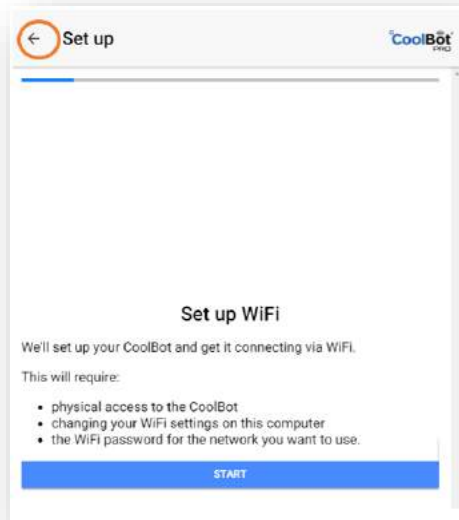 ← Set up
CoolBot
PRO
Set up WiFi
We'll set up your CoolBot and get it connecting via WiFi.
This will require:
• physical access to the CoolBot
• changing your WiFi settings on this computer
• the WiFi password for the network you want to use.
START